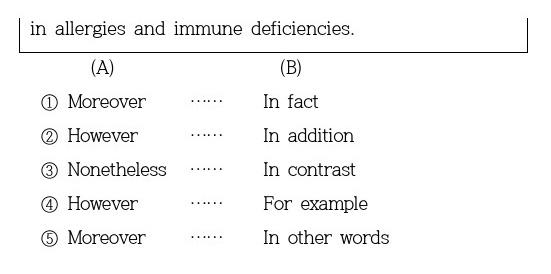 in allergies and immune deficiencies.
(A) (B)
① Moreover …… In fact
② However …… In addition
③ Nonetheless …… In contrast
④ However …… For example
⑤ Moreover …… In other words